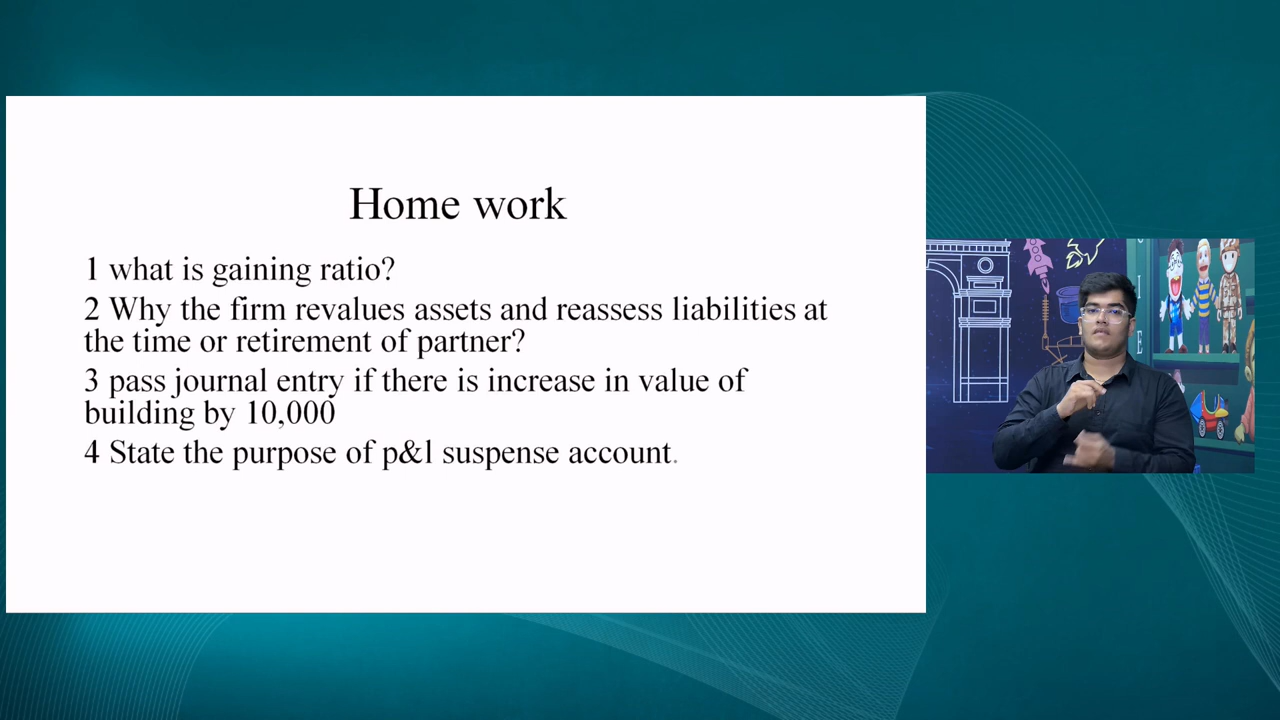 Home work
1 what is gaining ratio?
2 Why the firm revalues assets and reassess liabilities at
the time or retirement of partner?
3 pass journal entry if there is increase in value of
building by 10,000
4 State the purpose of p&l suspense account.